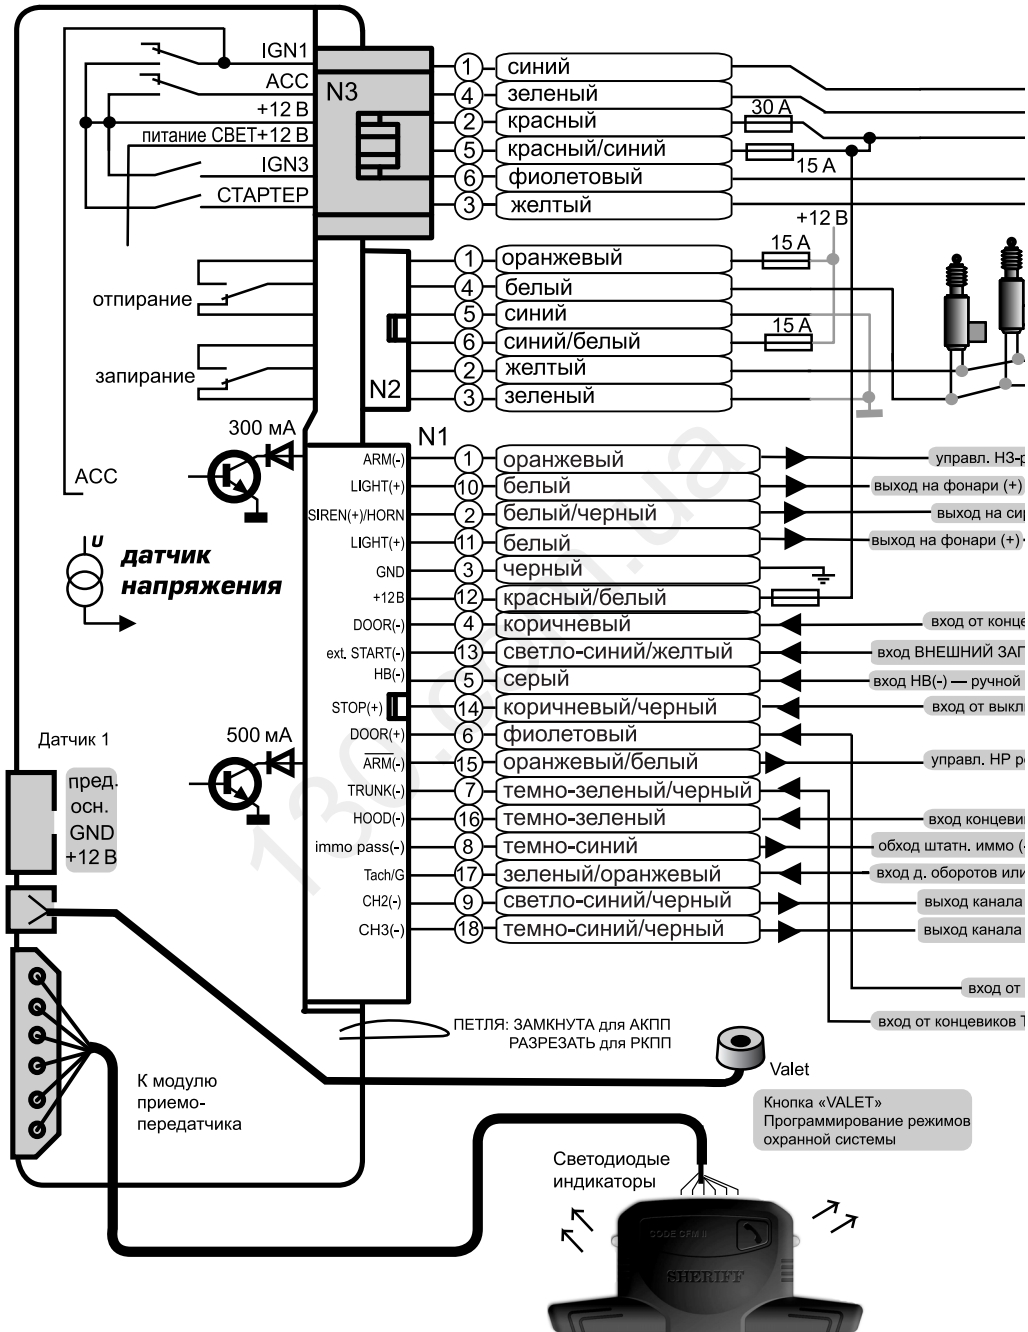 IGN1
ACC
+12 В
питание СВЕТ+12 В
IGN3
СТАРТЕР
N3
1 синий
4 зеленый
2 красный
30 А
5 красный/синий
15 А
6 фиолетовый
3 желтый
+12 В
отпирание
запирание
N2
1 оранжевый
15 А
4 белый
5 синий
6 синий/белый
15 А
2 желтый
3 зеленый
300 мА
ACC
U
датчик
напряжения
500 мА
N1
ARM(-) 1 оранжевый управл. НЗ-р
LIGHT(+) 10 белый выход на фонари (+)
SIREN(+)/HORN 2 белый/черный выход на сир
LIGHT(+) 11 белый выход на фонари (+)
GND 3 черный
+12В 12 красный/белый
DOOR(-) 4 коричневый вход от конце
ext. START(-) 13 светло-синий/желтый вход ВНЕШНИЙ ЗАП
HB(-) 5 серый вход НВ(-) — ручной
STOP(+) 14 коричневый/черный вход от выкл
DOOR(+) 6 фиолетовый
ARM(-) 15 оранжевый/белый управл. НР ре
TRUNK(-) 7 темно-зеленый/черный
HOOD(-) 16 темно-зеленый вход концевик
immo pass(-) 8 темно-синий обход штатн. иммо (-
Tach/G 17 зеленый/оранжевый вход д. оборотов или
CH2(-) 9 светло-синий/черный выход канала
CH3(-) 18 темно-синий/черный выход канала
вход от
вход от концевиков Т
Датчик 1
пред.
осн.
GND
+12 В
ПЕТЛЯ: ЗАМКНУТА для АКПП
РАЗРЕЗАТЬ для РКПП
К модулю
приемо-
передатчика
Valet
Кнопка «VALET»
Программирование режимов
охранной системы
Светодиодые
индикаторы
CODE CFM II
SHERIFF
130.com.ua